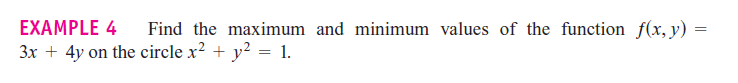 EXAMPLE 4 Find the maximum and minimum values of the function f(x, y) =
3x + 4y on the circle x² + y² = 1.